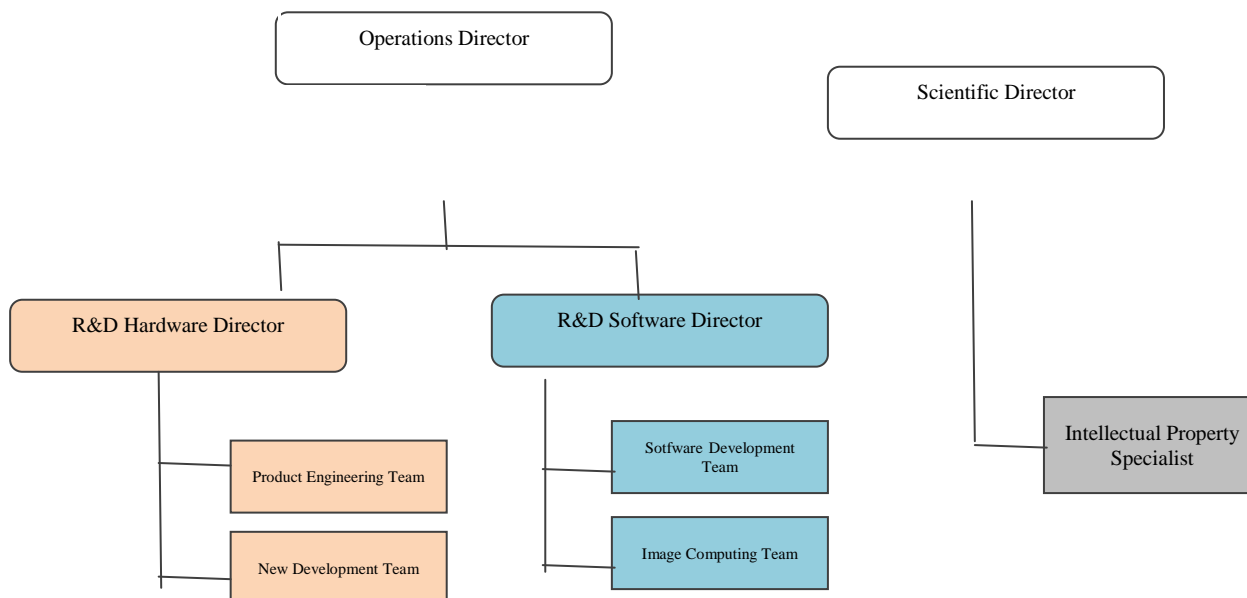 Operations Director
Scientific Director
R&D Hardware Director
R&D Software Director
Product Engineering Team
New Development Team
Sotfware Development
Team
Image Computing Team
Intellectual Property
Specialist